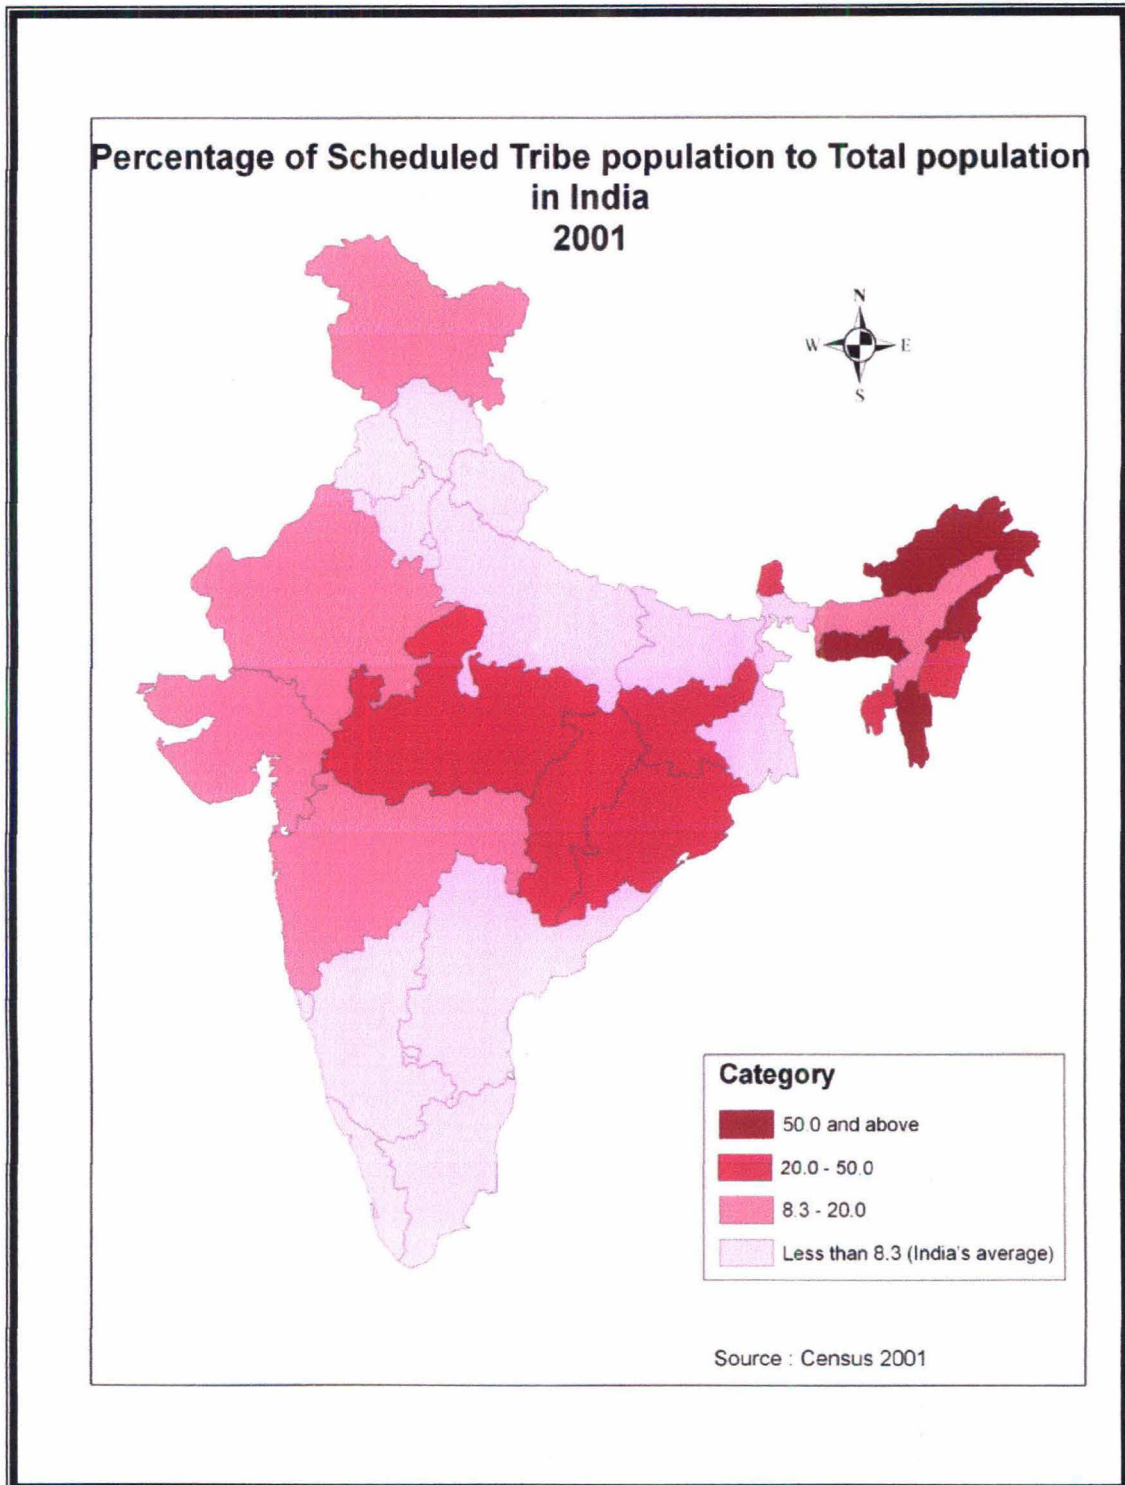 Percentage of Scheduled Tribe population to Total population
in India
2001
N
W
E
S
Category
50.0 and above
20.0 - 50.0
8.3 - 20.0
Less than 8.3 (India's average)
Source : Census 2001